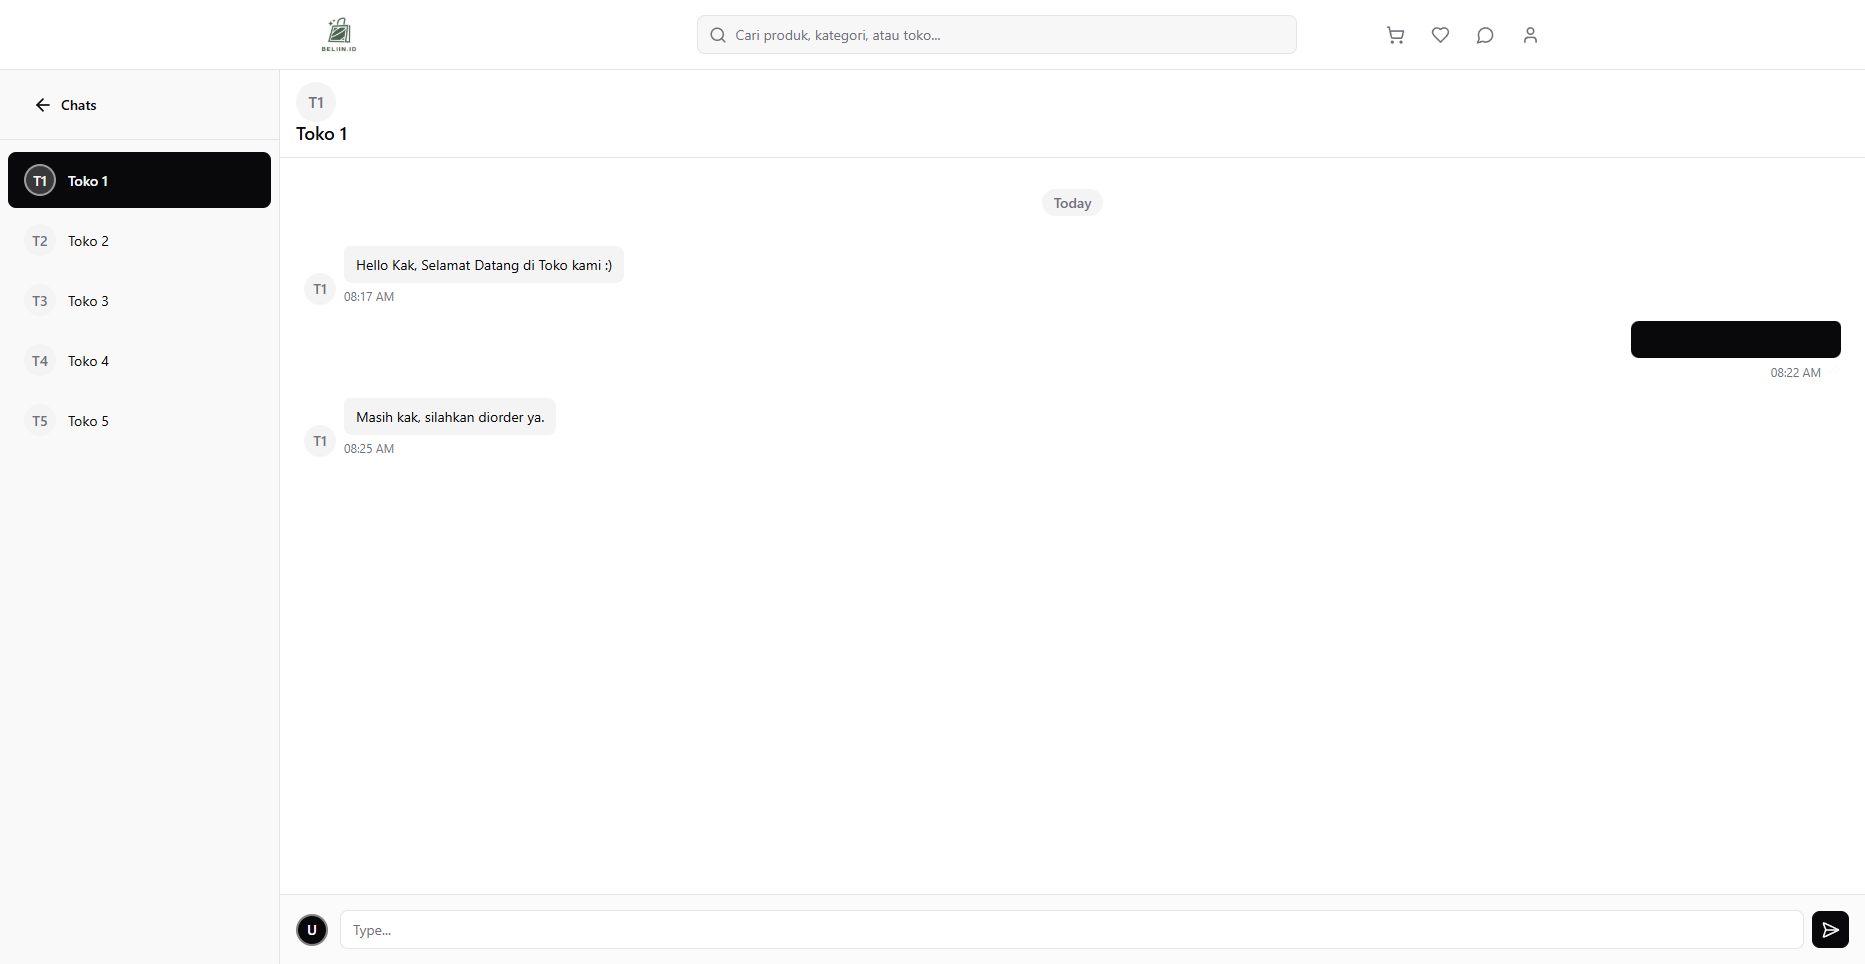 BELIIN.ID
Cari produk, kategori, atau toko...
Chats
T1 Toko 1
T2 Toko 2
T3 Toko 3
T4 Toko 4
T5 Toko 5
T1
Toko 1
Today
Hello Kak, Selamat Datang di Toko kami :)
T1
08:17 AM
08:22 AM
Masih kak, silahkan diorder ya.
T1
08:25 AM
U
Type...